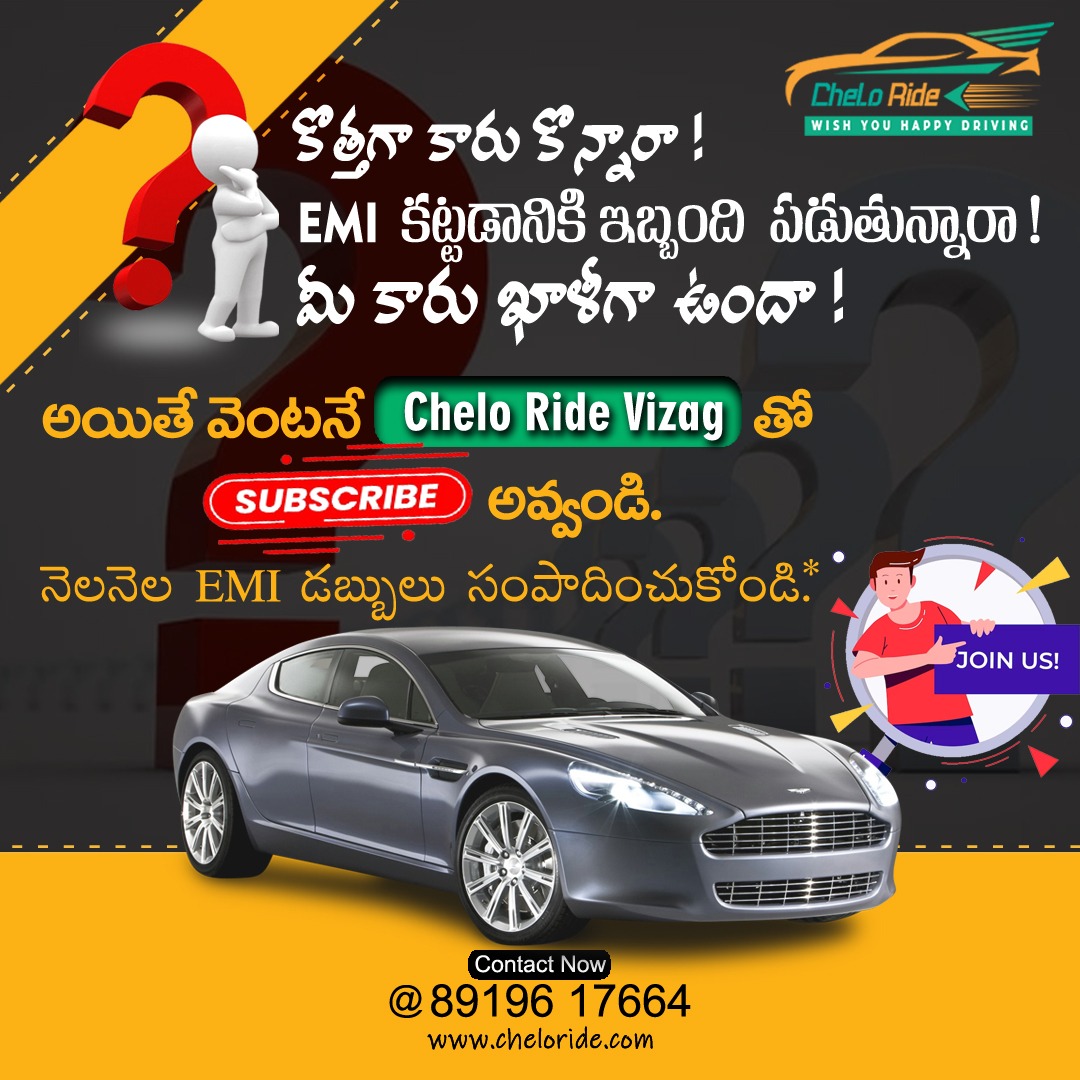 Chelo Ride
WISH YOU HAPPY DRIVING
కొత్తగా కారు కొన్నారా !
EMI కట్టడానికి ఇబ్బంది పడుతున్నారా !
మీ కారు ఖాళీగా ఉందా !
అయితే వెంటనే Chelo Ride Vizag తో
SUBSCRIBE అవ్వండి.
నెలనెల EMI డబ్బులు సంపాదించుకోండి.*
JOIN US!
Contact Now
@ 89196 17664
www.cheloride.com